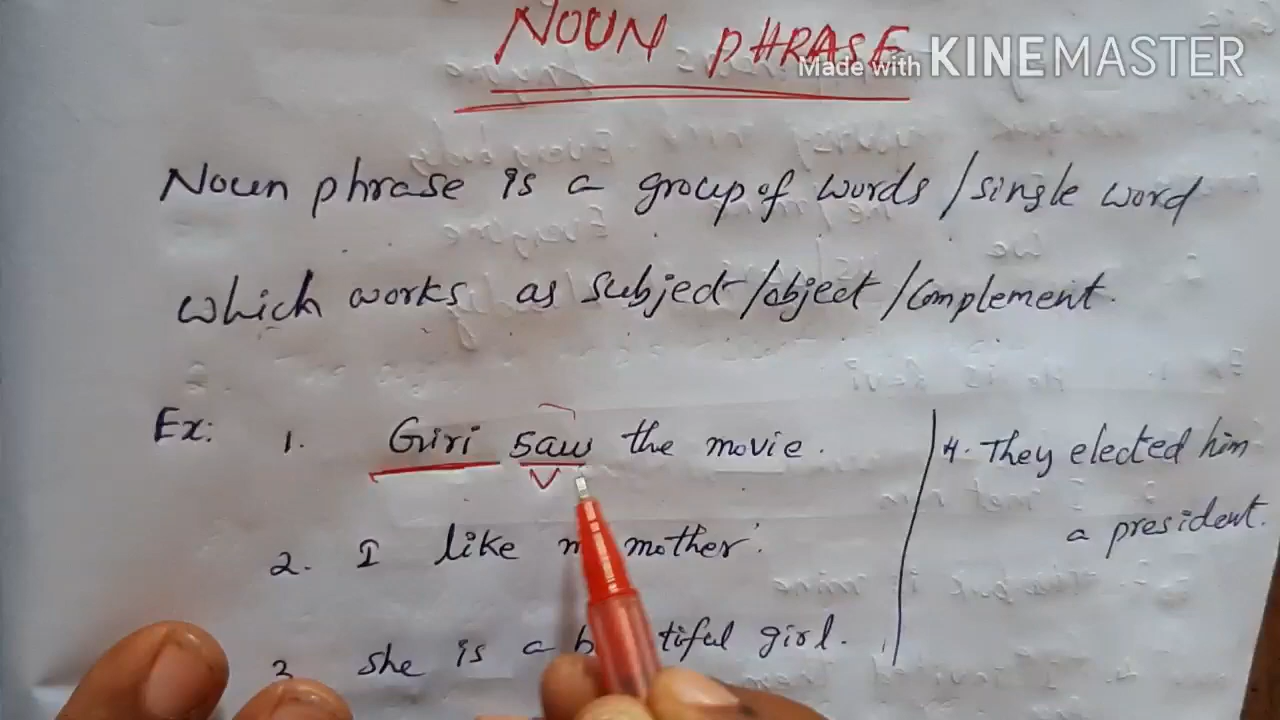 NOUN PHRASE
Made with KINEMASTER
Noun phrase is a group of words/single word
which works as subject/object/complement.
Ex: 1. Giri saw the movie.
V
2. I like mother.
3. she is a girl.
4. They elected him
a president.